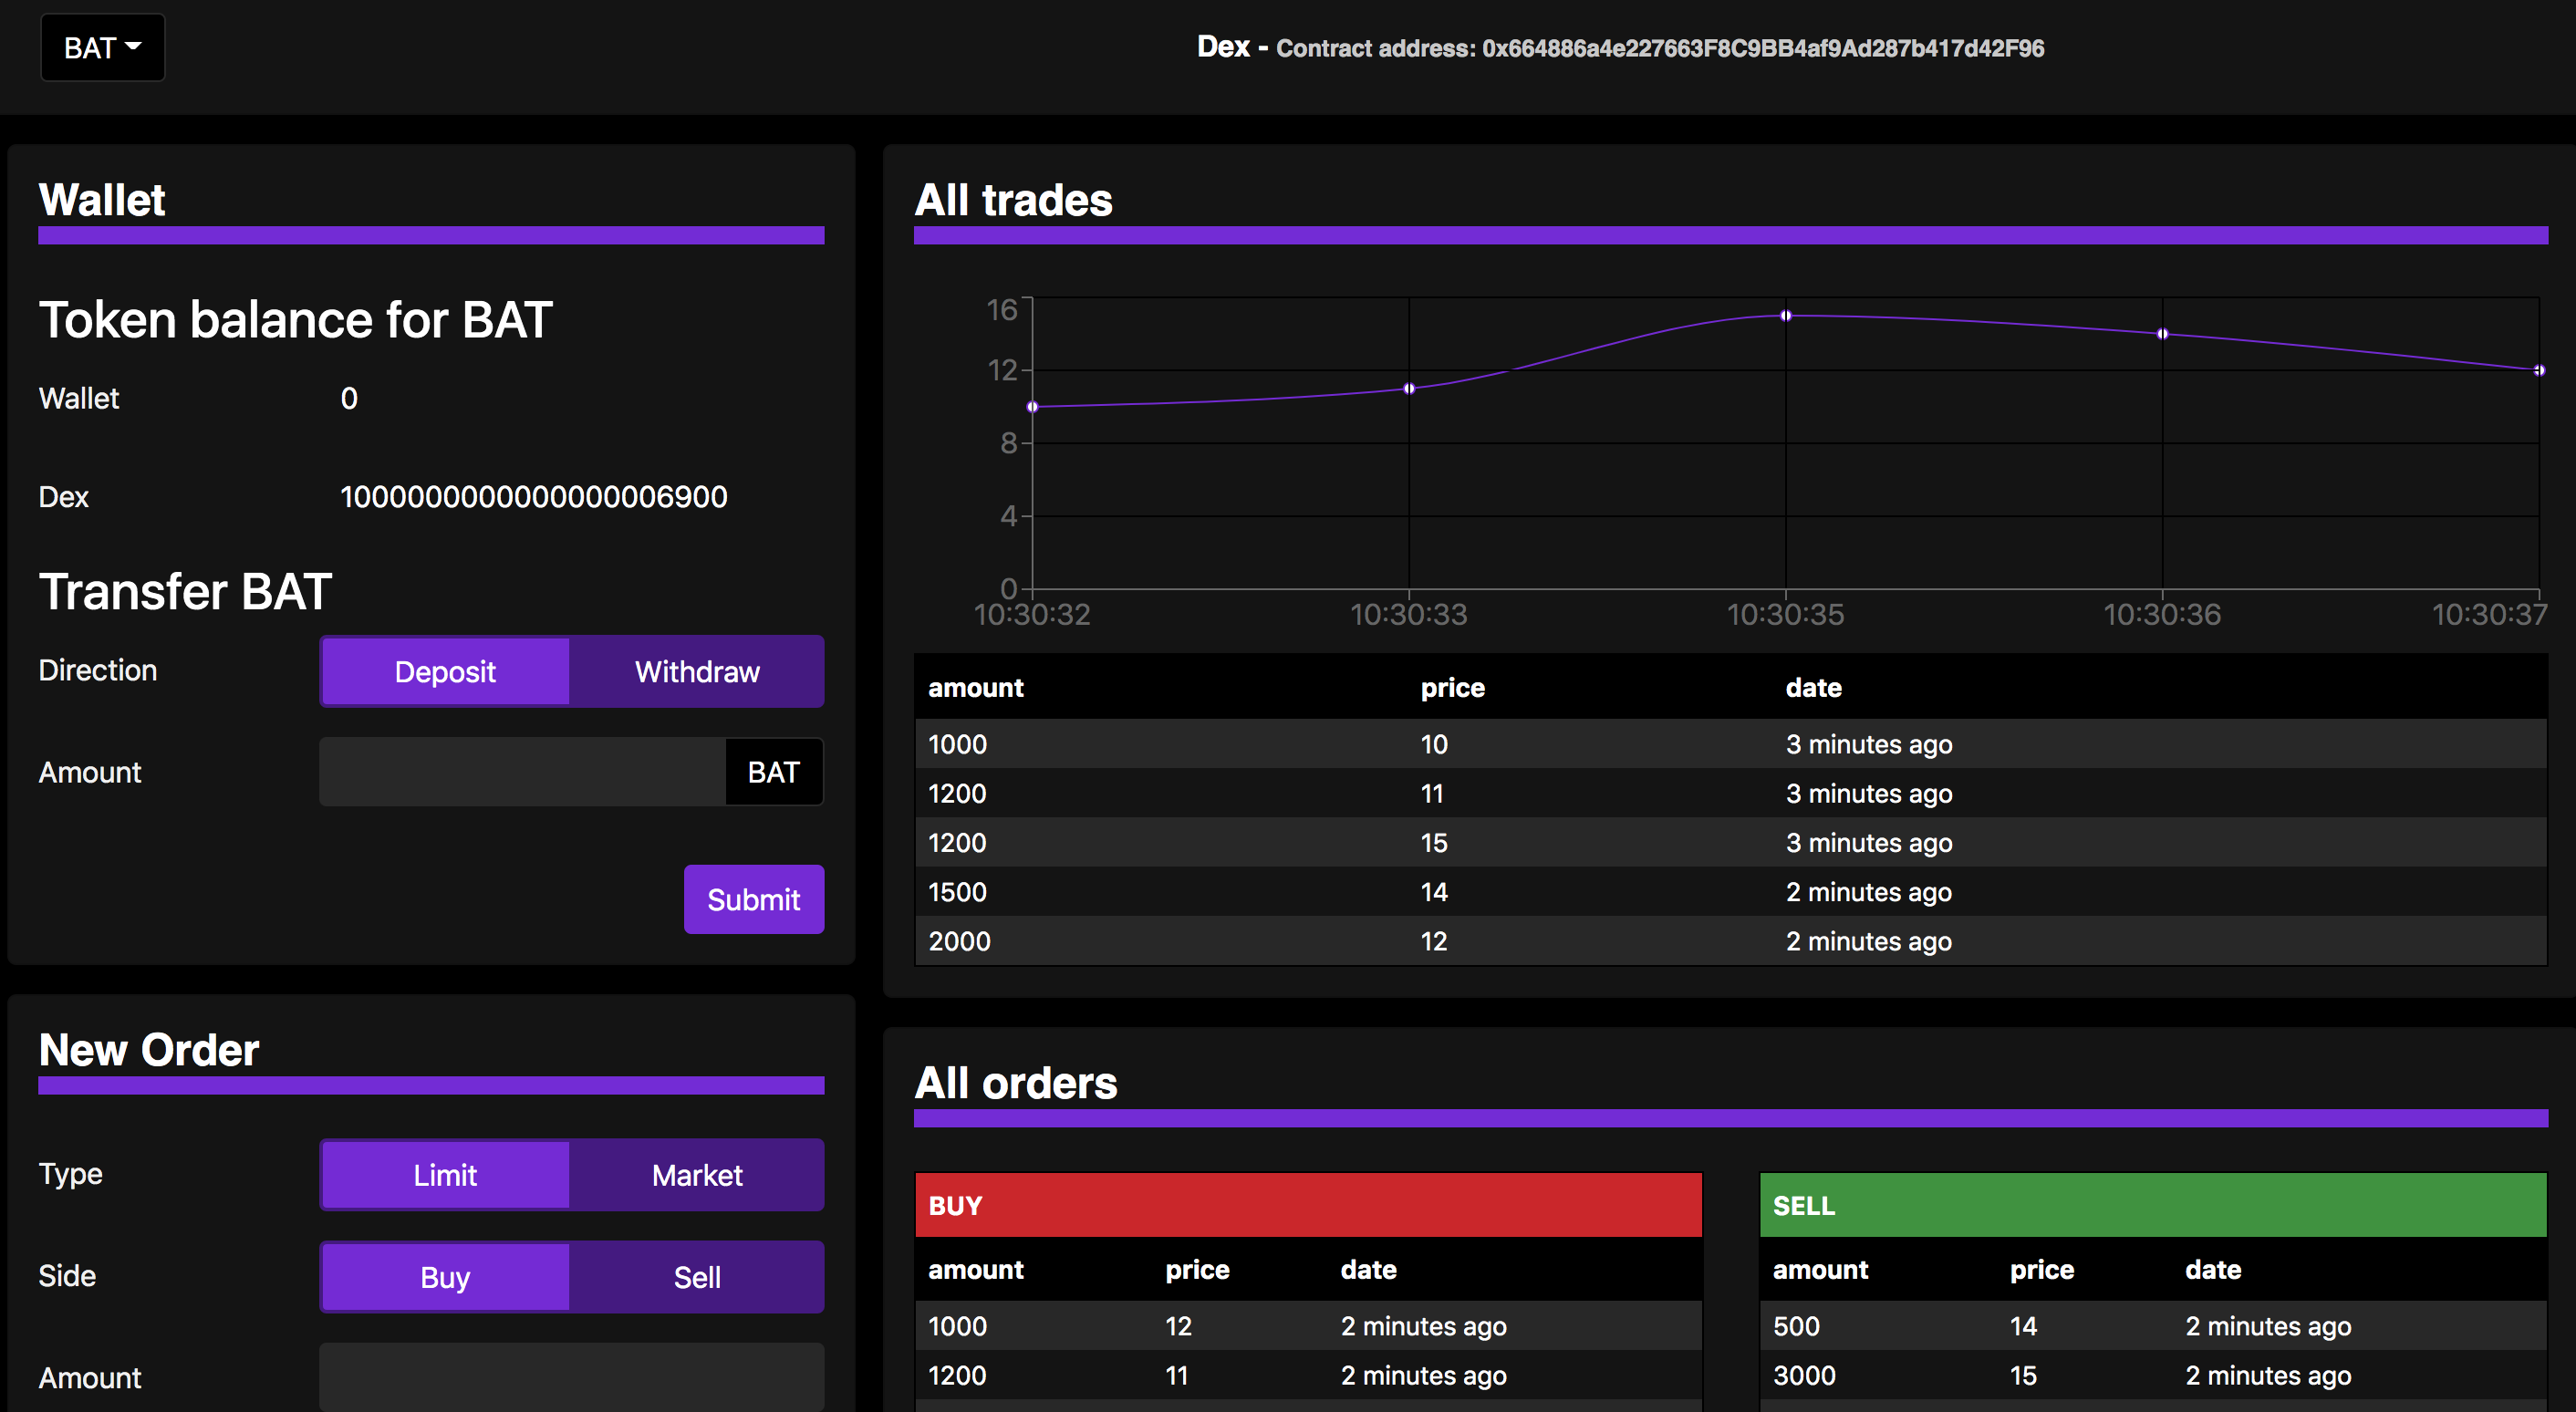 BAT
Dex - Contract address: 0x664886a4e227663F8C9BB4af9Ad287b417d42F96
Wallet
Token balance for BAT
Wallet 0
Dex 1000000000000000006900
Transfer BAT
Direction Deposit Withdraw
Amount BAT
Submit
New Order
Type Limit Market
Side Buy Sell
Amount
All trades
16
12
8
4
0
10:30:32 10:30:33 10:30:35 10:30:36 10:30:37
amount price date
1000 10 3 minutes ago
1200 11 3 minutes ago
1200 15 3 minutes ago
1500 14 2 minutes ago
2000 12 2 minutes ago
All orders
BUY
amount price date
1000 12 2 minutes ago
1200 11 2 minutes ago
SELL
amount price date
500 14 2 minutes ago
3000 15 2 minutes ago